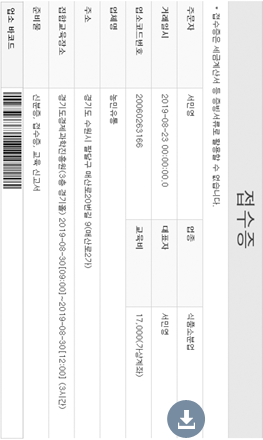 접수증
* 접수증은 세금계산서 등 증빙서류로 활용할 수 없습니다.
주문자 서민영 업종 식품소분업
거래일시 2019-08-23 00:00:00.0 대표자 서민영
업소코드번호 20060263166 교육비 17,000(가상계좌)
업체명 농민유통
주소 경기도 수원시 팔달구 매산로20번길 9(매산로2가)
집합교육장소 경기도경제과학진흥원(3층 경기홀) 2019-08-30[09:00]~2019-08-30[12:00] (3시간)
준비물 신분증, 접수증, 교육 신고서
업소 바코드